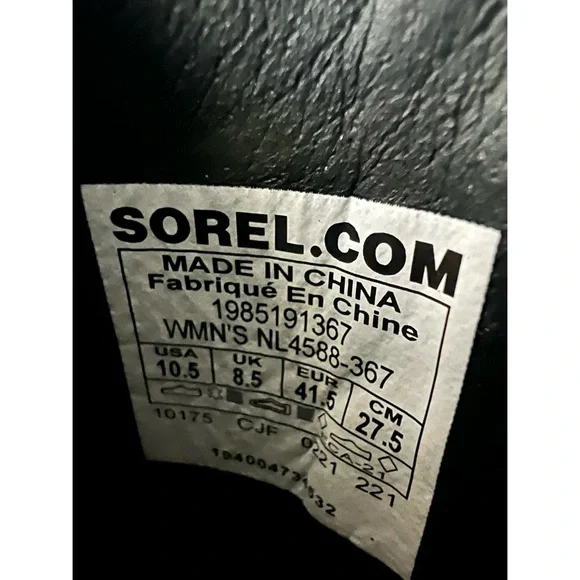 SOREL.COM
MADE IN CHINA
Fabriqué En Chine
1985191367
WMN'S NL4588-367
USA UK EUR CM
10.5 8.5 41.5 27.5
10175 CJF 0221 221